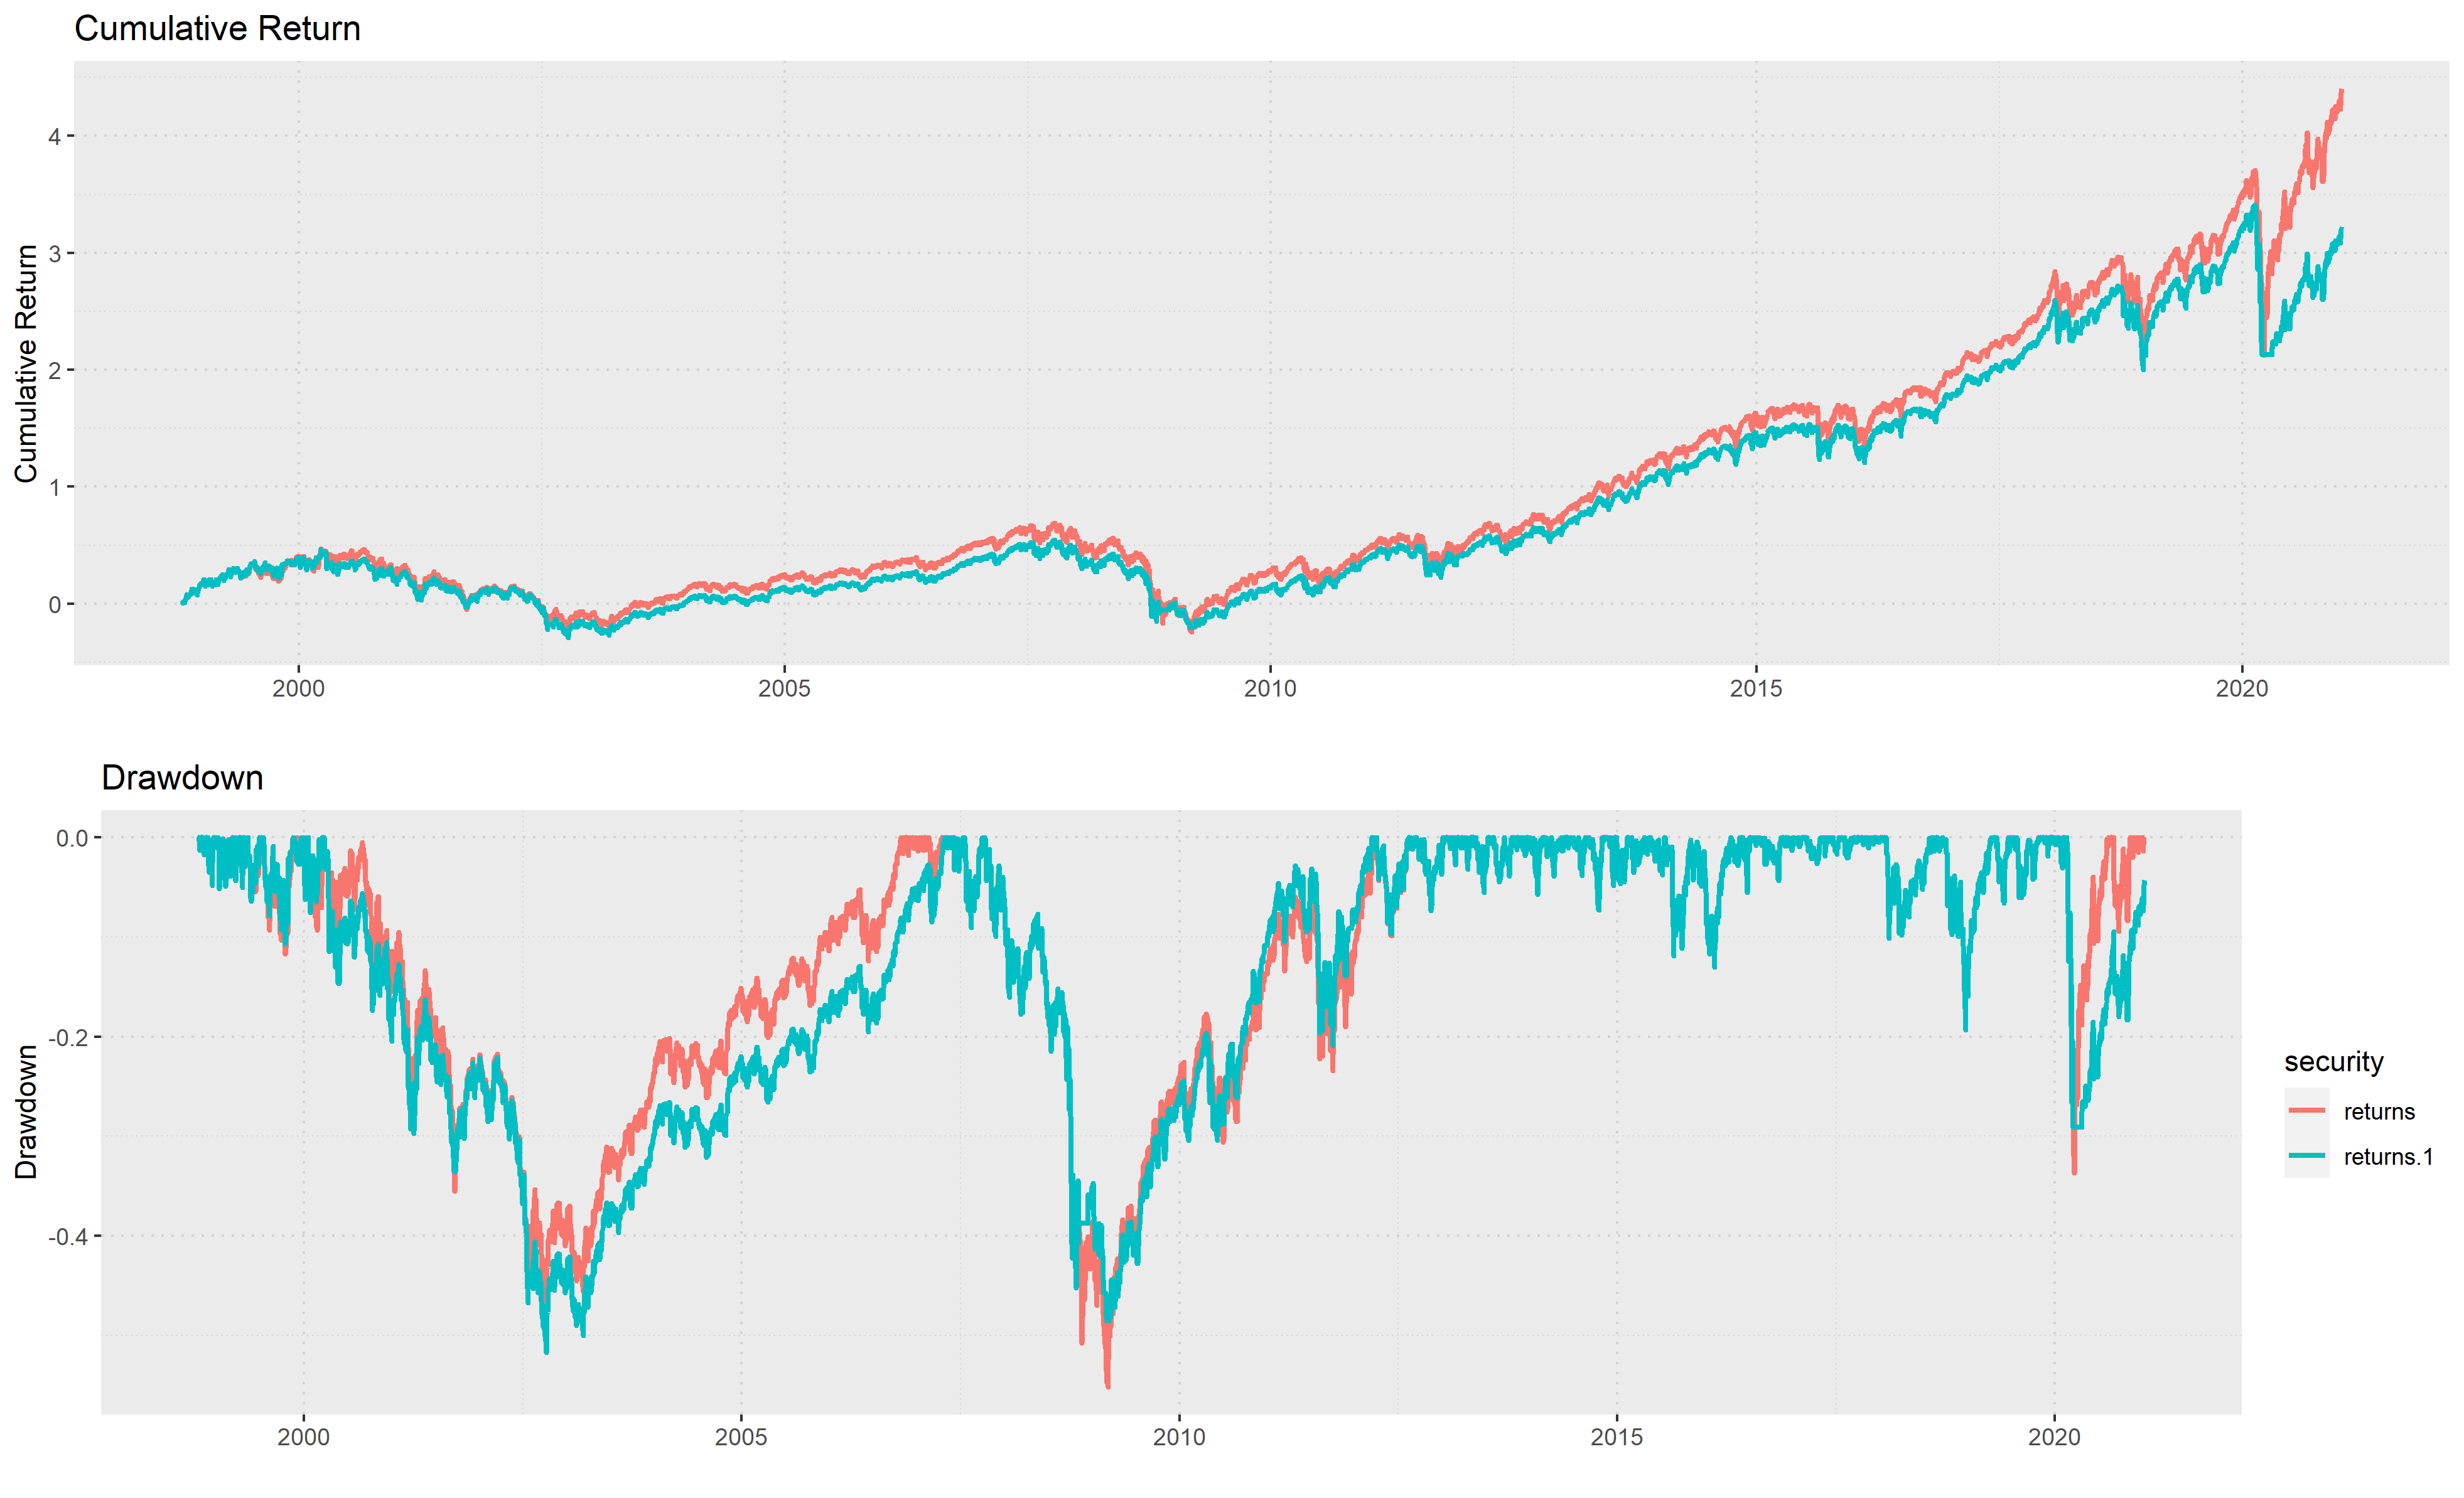 Cumulative Return
Cumulative Return
4
3
2
1
0
2000 2005 2010 2015 2020
Drawdown
Drawdown
0.0
-0.2
-0.4
2000 2005 2010 2015 2020
security
returns
returns.1